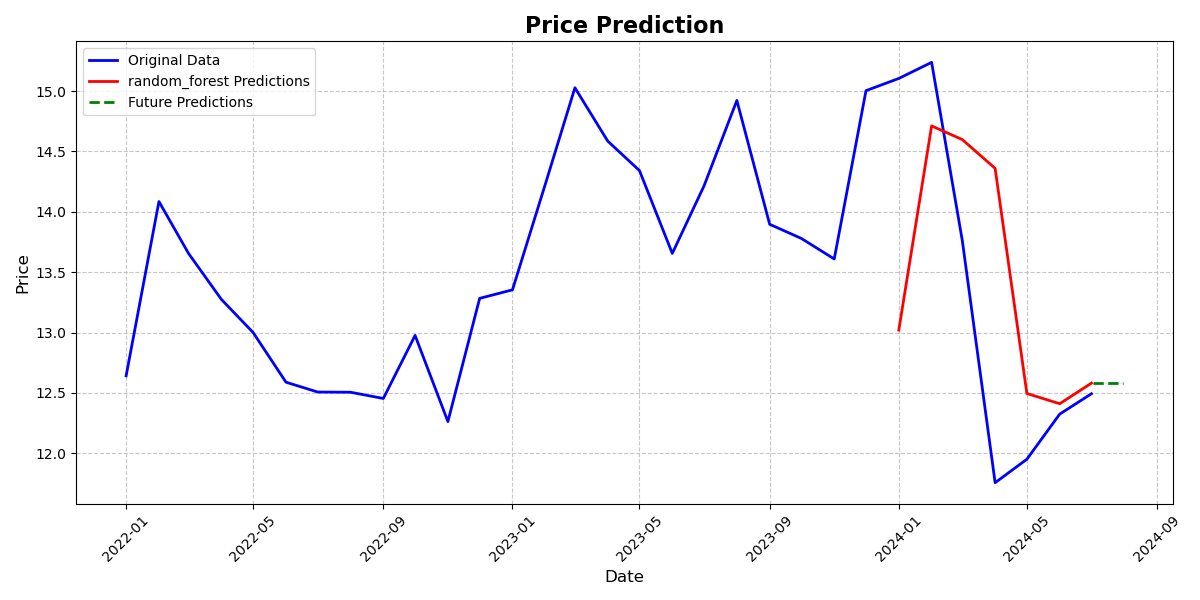 Price Prediction
Original Data
random_forest Predictions
Future Predictions
Price
15.0
14.5
14.0
13.5
13.0
12.5
12.0
2022-01
2022-05
2022-09
2023-01
2023-05
2023-09
2024-01
2024-05
2024-09
Date